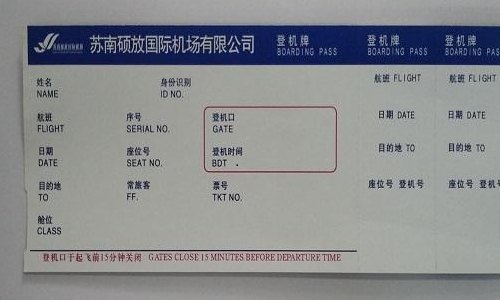 苏南硕放国际机场有限公司 登机牌 登机牌 登机牌
BOARDING PASS BOARDING PASS BOARDING PASS
姓名 身份识别 航班 FLIGHT 航班 FLIGHT
NAME ID NO.
航班 序号 登机口 日期 DATE 日期 DATE
FLIGHT SERIAL NO. GATE
日期 座位号 登机时间 目的地 TO 目的地 TO
DATE SEAT NO. BDT
目的地 常旅客 票号 座位号 登机号 座位号 登机号
TO FF. TKT NO.
舱位
CLASS
登机口于起飞前15分钟关闭 GATES CLOSE 15 MINUTES BEFORE DEPARTURE TIME